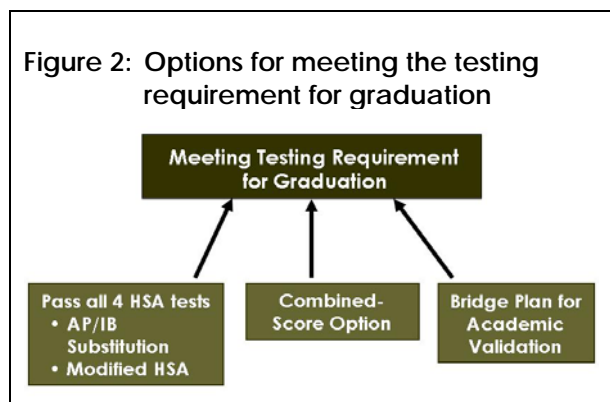 Figure 2: Options for meeting the testing
requirement for graduation
Meeting Testing Requirement
for Graduation
Pass all 4 HSA tests
• AP/IB
Substitution
• Modified HSA
Combined-
Score Option
Bridge Plan for
Academic
Validation